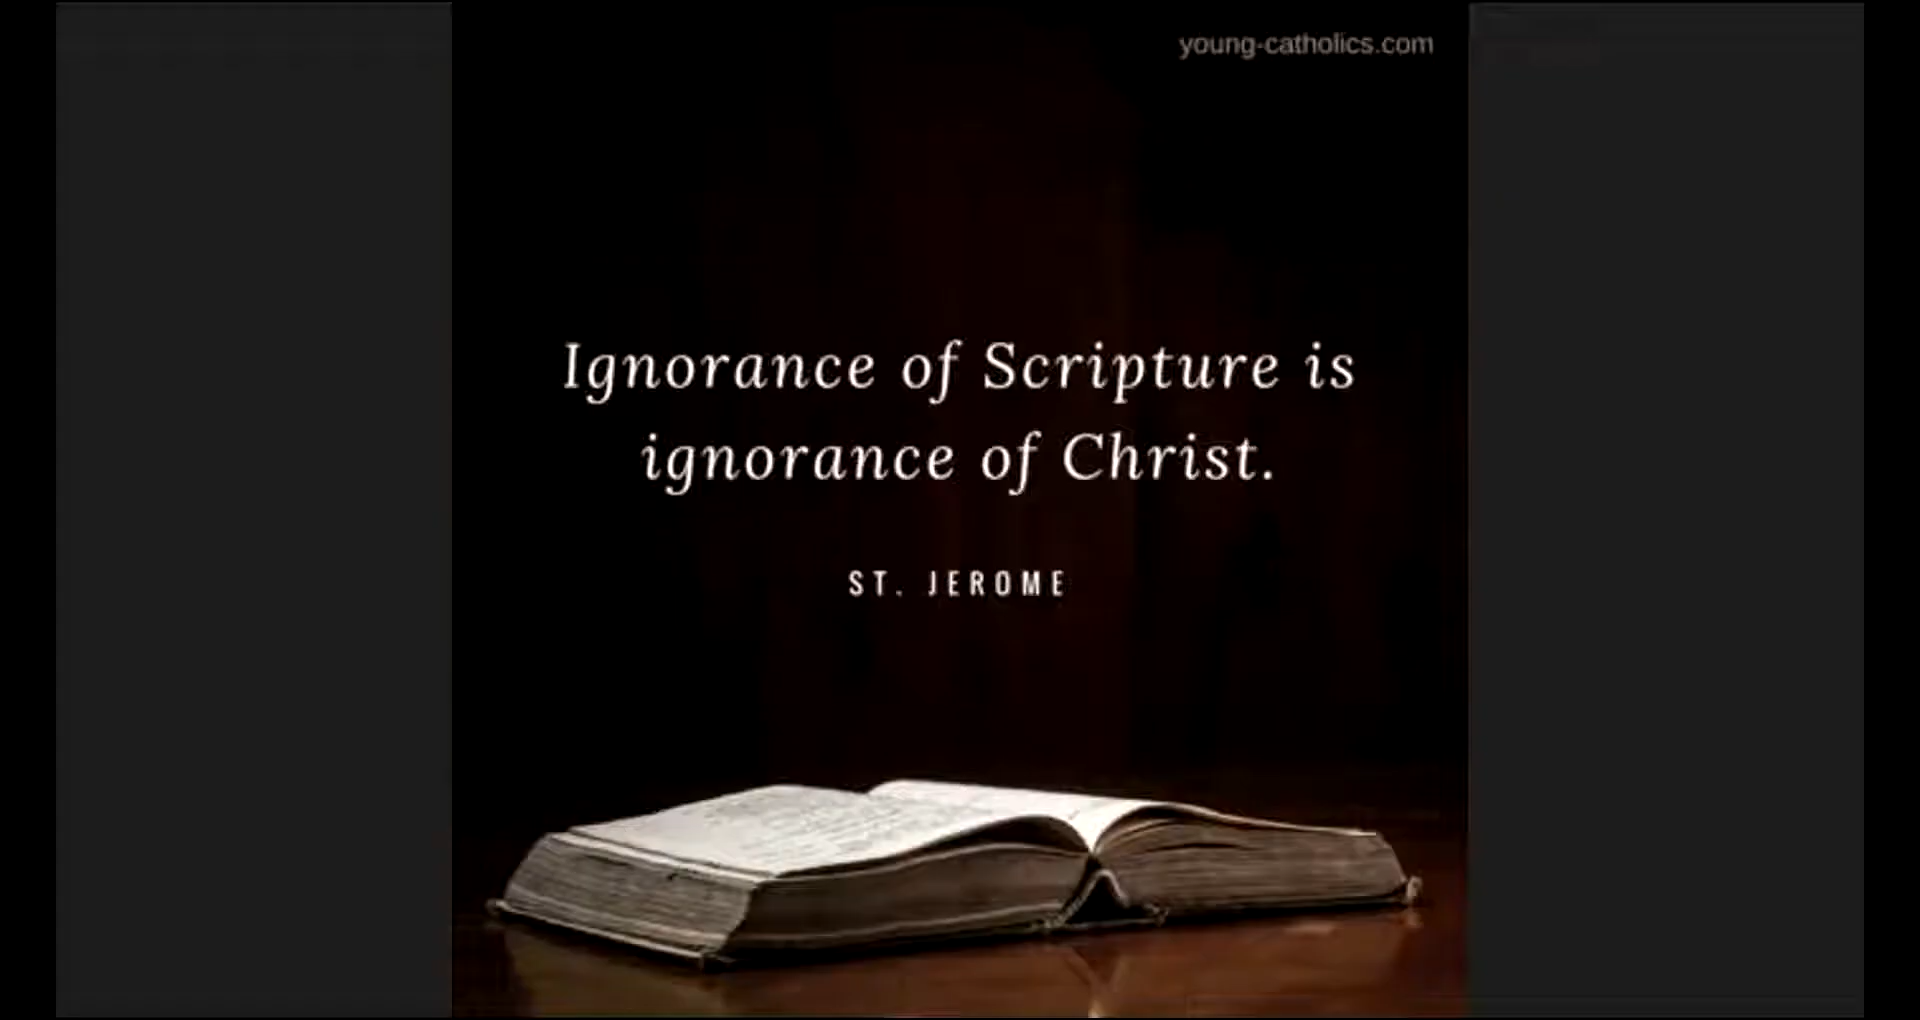 young-catholics.com
Ignorance of Scripture is
ignorance of Christ.
ST. JEROME